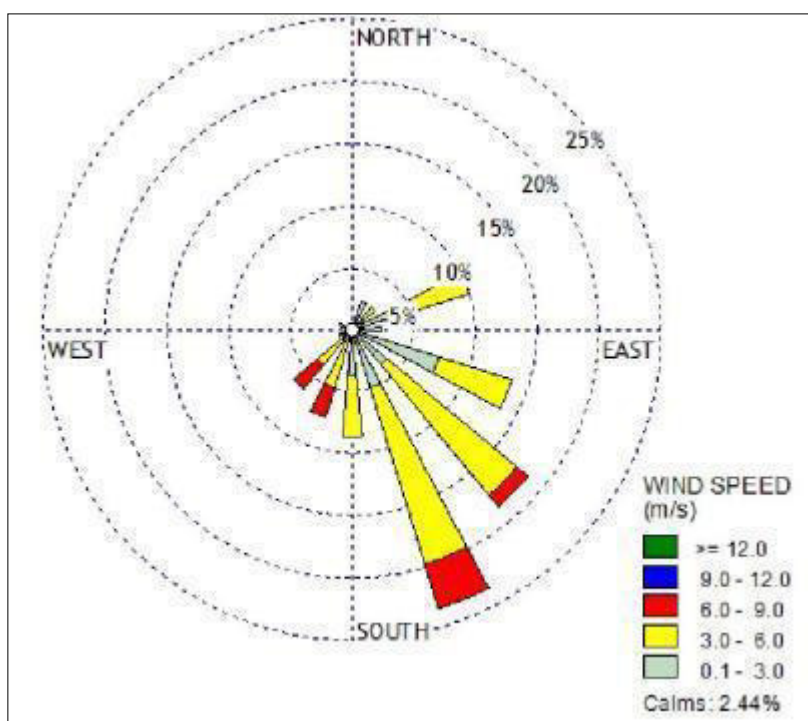 NORTH
25%
20%
15%
10%
5%
WEST
EAST
SOUTH
WIND SPEED
(m/s)
>= 12.0
9.0 - 12.0
6.0 - 9.0
3.0 - 6.0
0.1 - 3.0
Calms: 2.44%